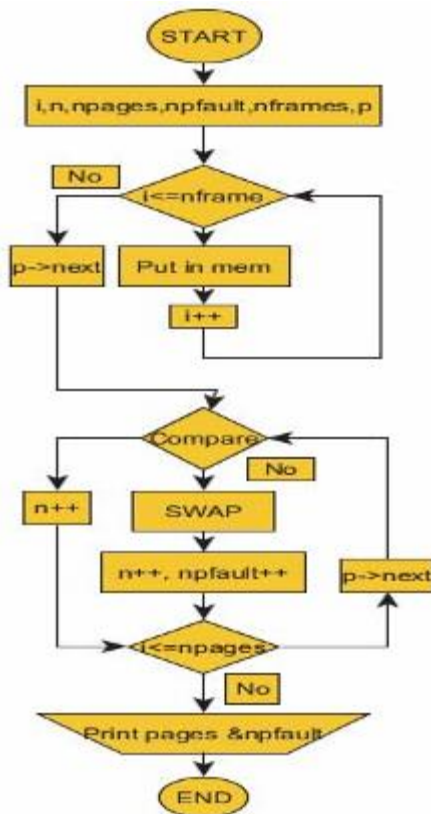 START
i,n,npages,npfault,nframes,p
No
i<=nframe
p->next
Put in mem
i++
Compare
No
n++
SWAP
n++, npfault++
p->next
i<=npages
No
Print pages &npfault
END